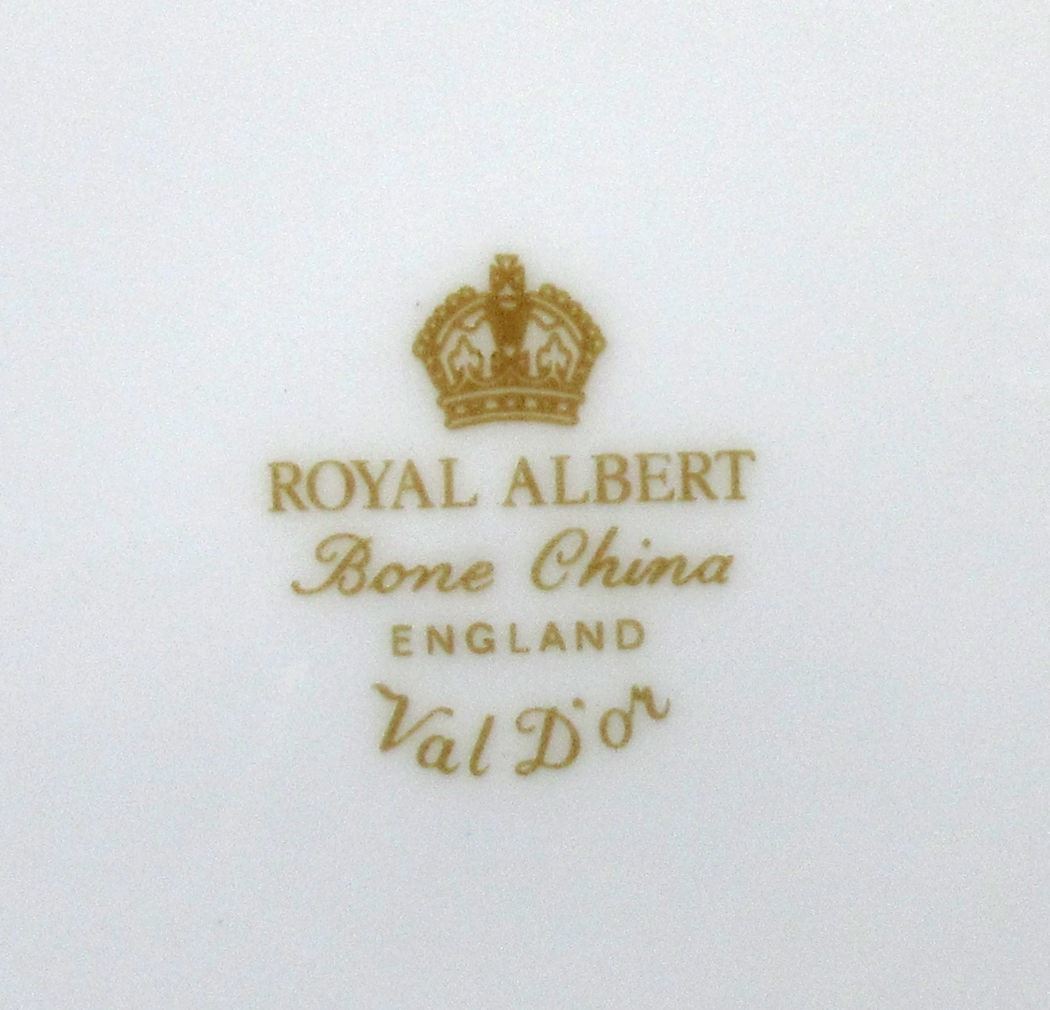 ROYAL ALBERT
Bone China
ENGLAND
Val D'or